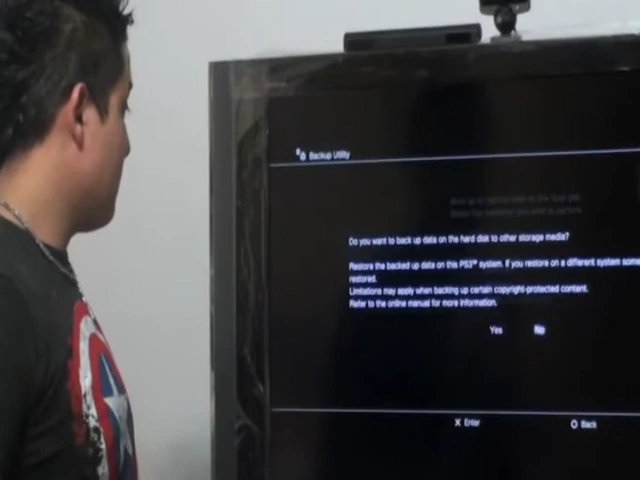 Backup Utility
Do you want to back up data on the hard disk to other storage media?
Restore the backed up data on this PS3™ system. If you restore on a different system some
restored.
Limitations may apply when backing up certain copyright-protected content.
Refer to the online manual for more information.
Yes No
X Enter O Back